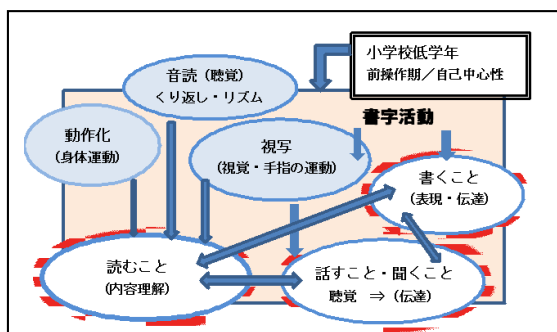 小学校低学年
前操作期／自己中心性
音読（聴覚）
くり返し・リズム
書字活動
動作化
(身体運動)
視写
(視覚・手指の運動)
書くこと
(表現・伝達)
読むこと
(内容理解)
話すこと・聞くこと
聴覚　⇒（伝達）